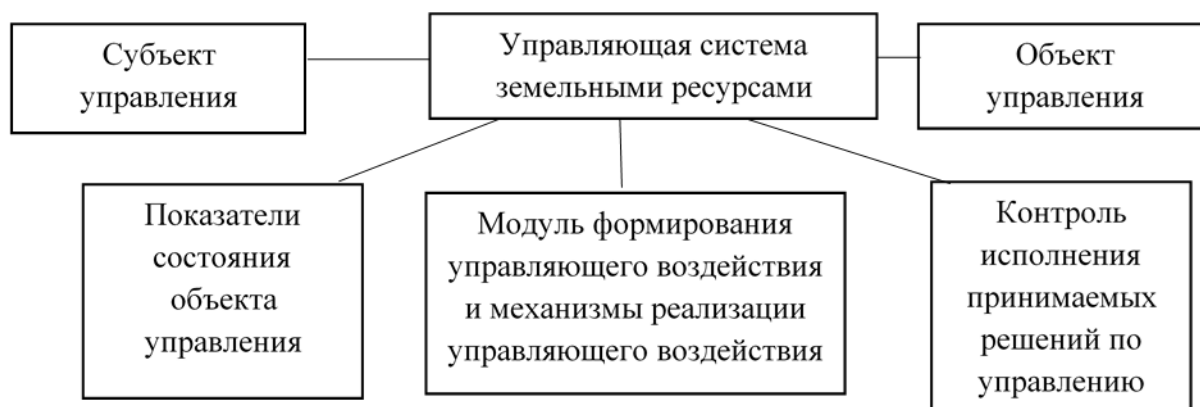 Субъект
управления
Управляющая система
земельными ресурсами
Объект
управления
Показатели
состояния
объекта
управления
Модуль формирования
управляющего воздействия
и механизмы реализации
управляющего воздействия
Контроль
исполнения
принимаемых
решений по
управлению